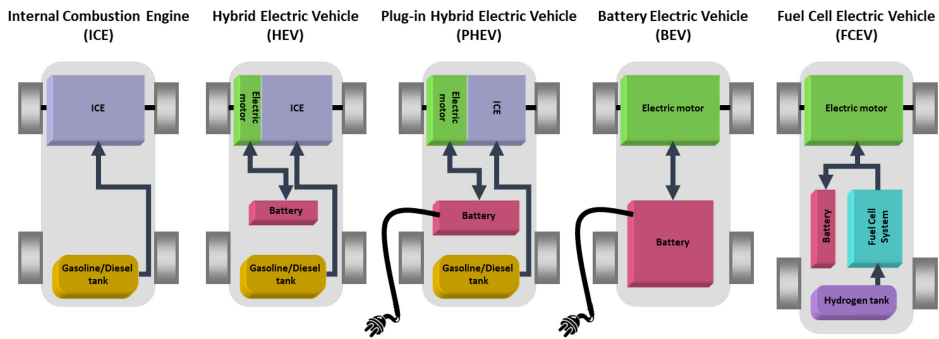 Internal Combustion Engine
(ICE)
Hybrid Electric Vehicle
(HEV)
Plug-in Hybrid Electric Vehicle
(PHEV)
Battery Electric Vehicle
(BEV)
Fuel Cell Electric Vehicle
(FCEV)
ICE
Gasoline/Diesel
tank
Electric
motor
ICE
Battery
Gasoline/Diesel
tank
Electric
motor
ICE
Battery
Gasoline/Diesel
tank
Electric motor
Battery
Electric motor
Battery
Fuel Cell
System
Hydrogen tank